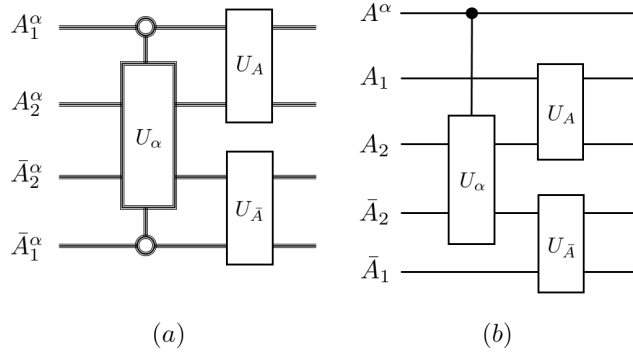 A_1^α
A_2^α
Ā_2^α
Ā_1^α
U_α
U_A
U_Ā
(a)
A^α
A_1
A_2
Ā_2
Ā_1
U_α
U_A
U_Ā
(b)